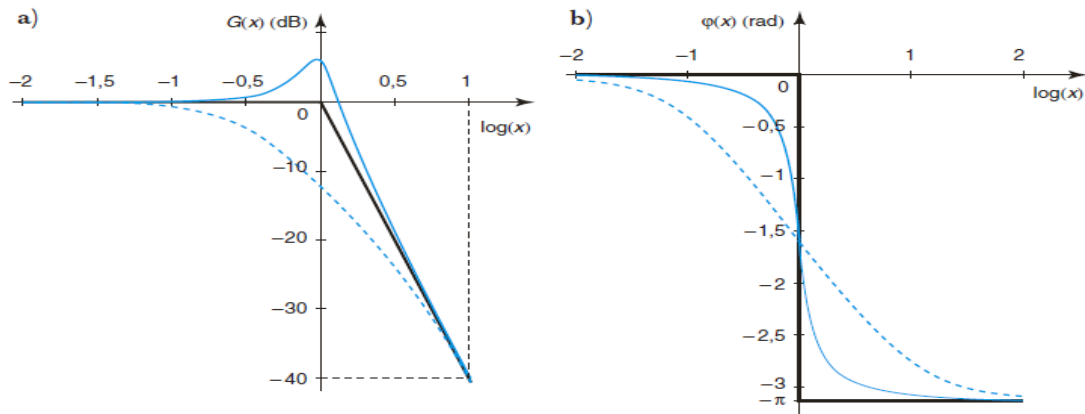 a) G(x) (dB)
−2 −1,5 −1 −0,5 0,5 1
0 log(x)
−10
−20
−30
−40
b) φ(x) (rad)
−2 −1 1 2
0 log(x)
−0,5
−1
−1,5
−2
−2,5
−3
−π